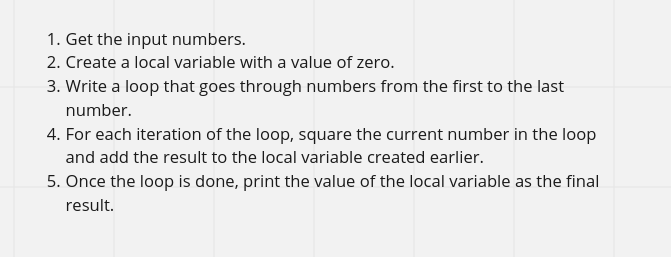 1. Get the input numbers.
2. Create a local variable with a value of zero.
3. Write a loop that goes through numbers from the first to the last
number.
4. For each iteration of the loop, square the current number in the loop
and add the result to the local variable created earlier.
5. Once the loop is done, print the value of the local variable as the final
result.